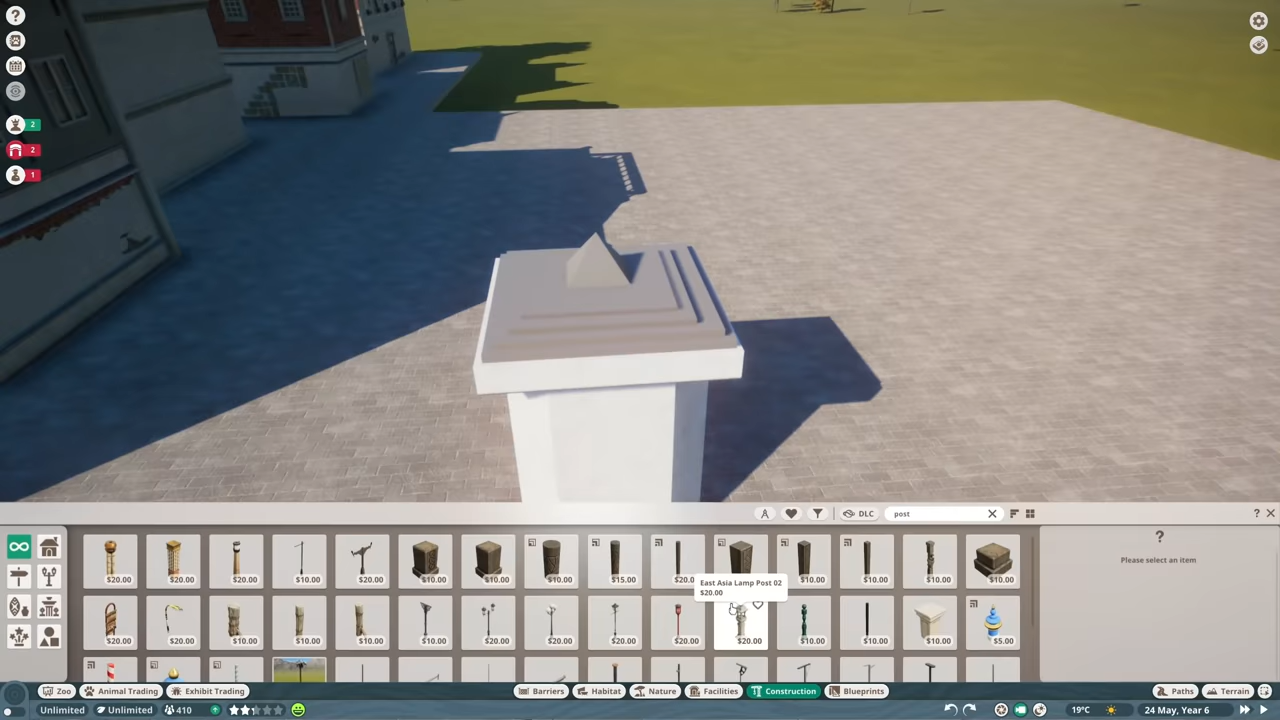 ?
2
2
1
DLC
post
?
$20.00 $20.00 $20.00 $10.00 $20.00 $10.00 $10.00 $10.00 $15.00 $20.0 $10.00 $10.00 $10.00 $10.00
East Asia Lamp Post 02
$20.00
$20.00 $20.00 $10.00 $10.00 $10.00 $10.00 $20.00 $20.00 $20.00 $20.00 $20.00 $10.00 $10.00 $10.00 $5.00
?
Please select an item
Zoo Animal Trading Exhibit Trading Barriers Habitat Nature Facilities Construction Blueprints Paths Terrain
Unlimited Unlimited 410 19°C 24 May, Year 6